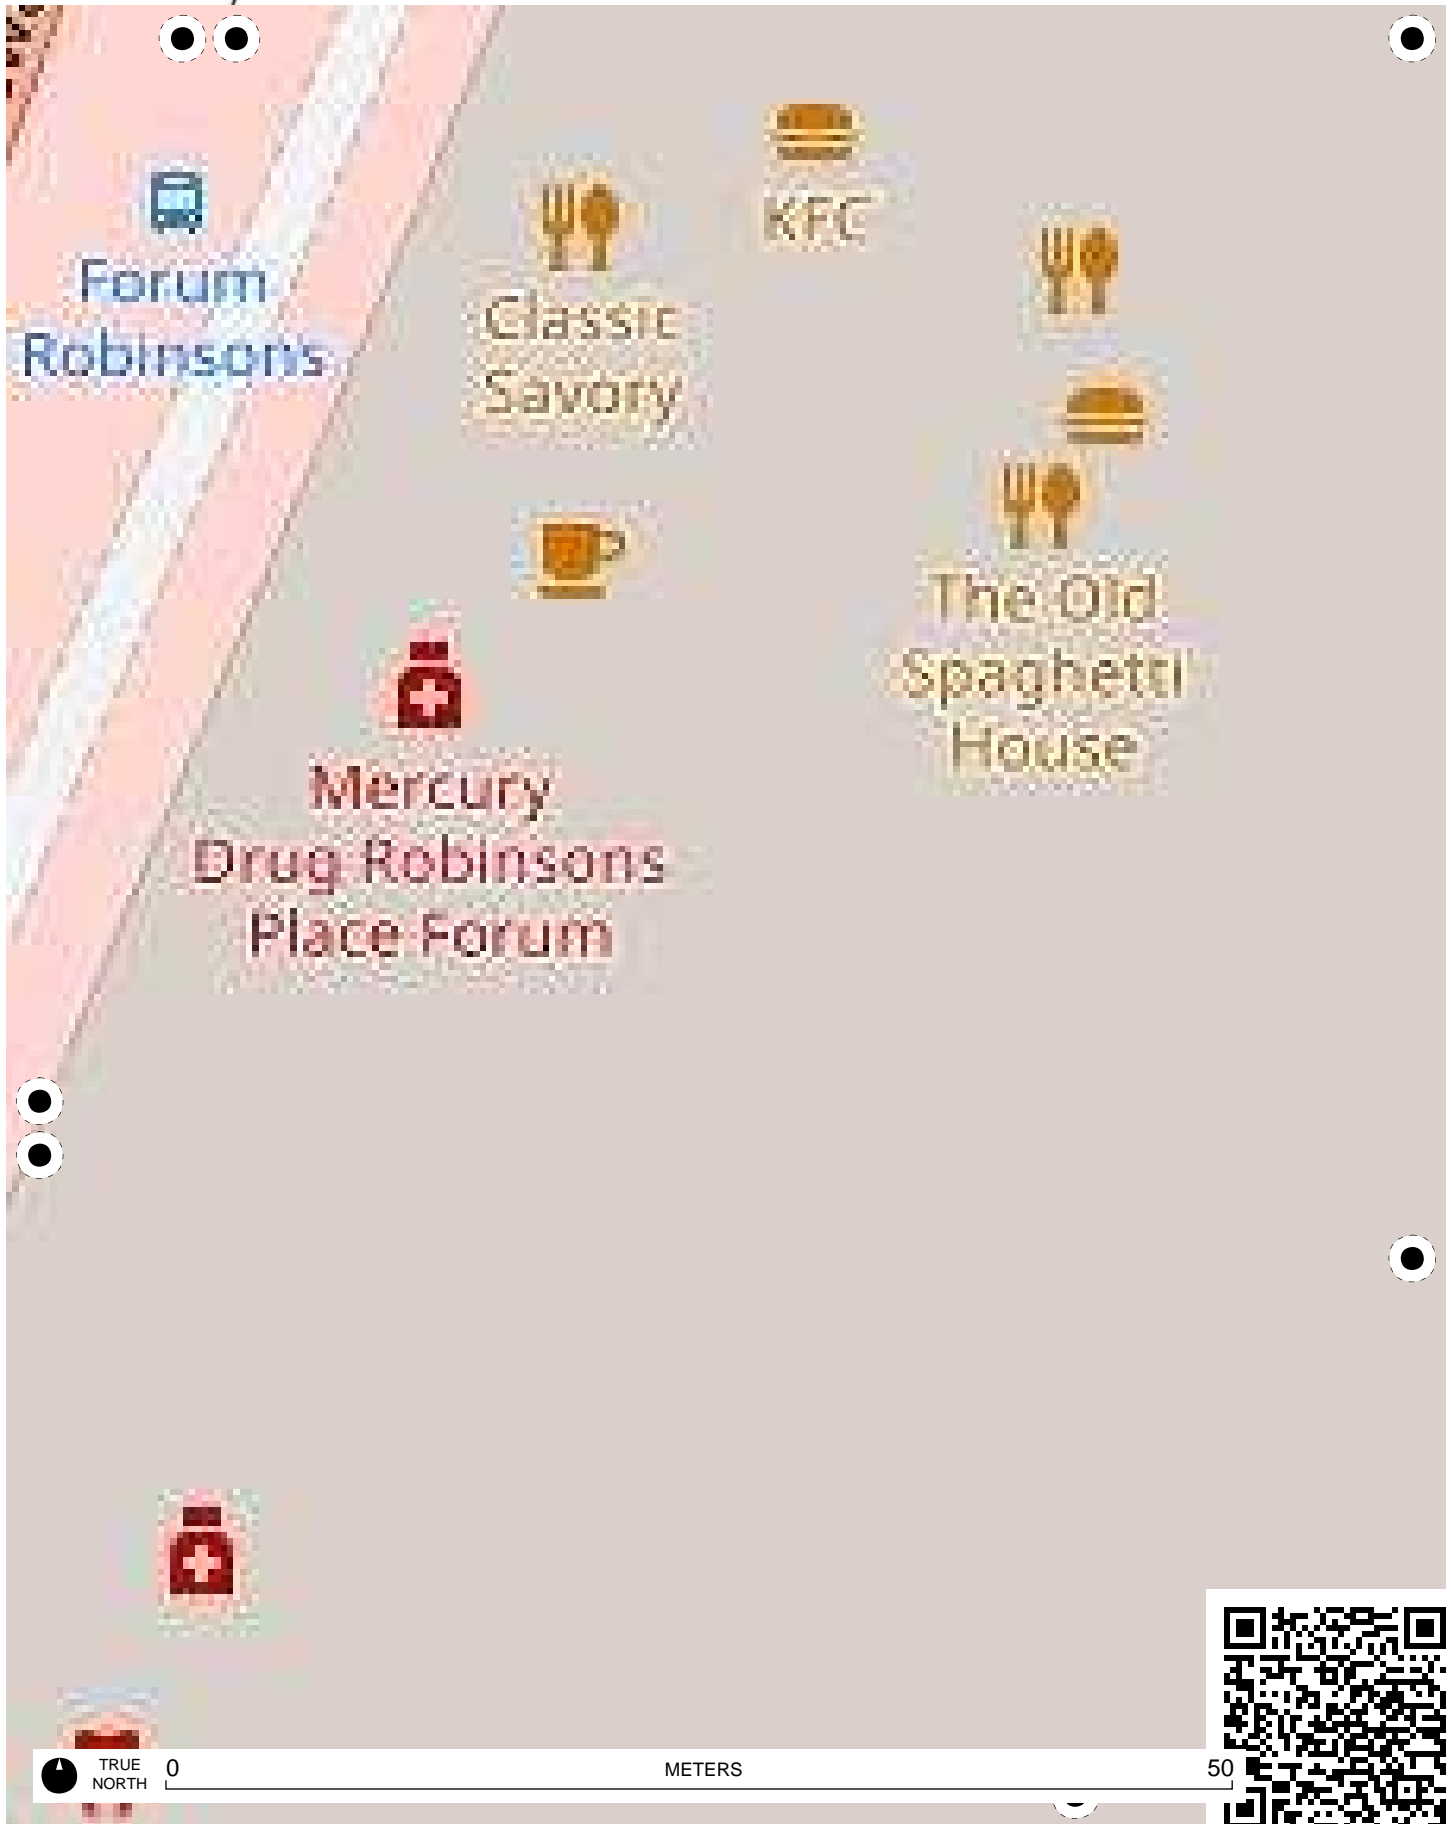 KFC
Forum
Robinsons
Classic
Savory
The Old
Spaghetti
House
Mercury
Drug Robinsons
Place Forum
TRUE
NORTH
0
METERS
50